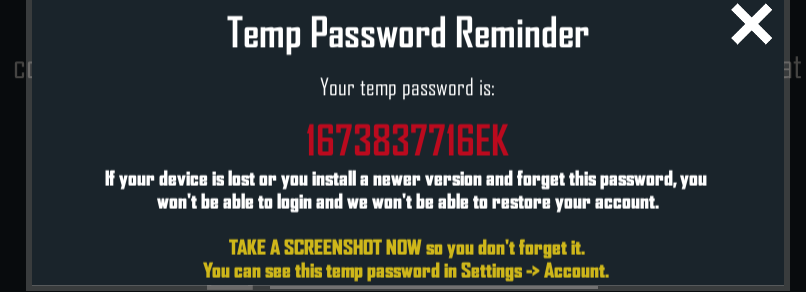 Temp Password Reminder
Your temp password is:
1673837716EK
If your device is lost or you install a newer version and forget this password, you
won't be able to login and we won't be able to restore your account.
TAKE A SCREENSHOT NOW so you don't forget it.
You can see this temp password in Settings -> Account.